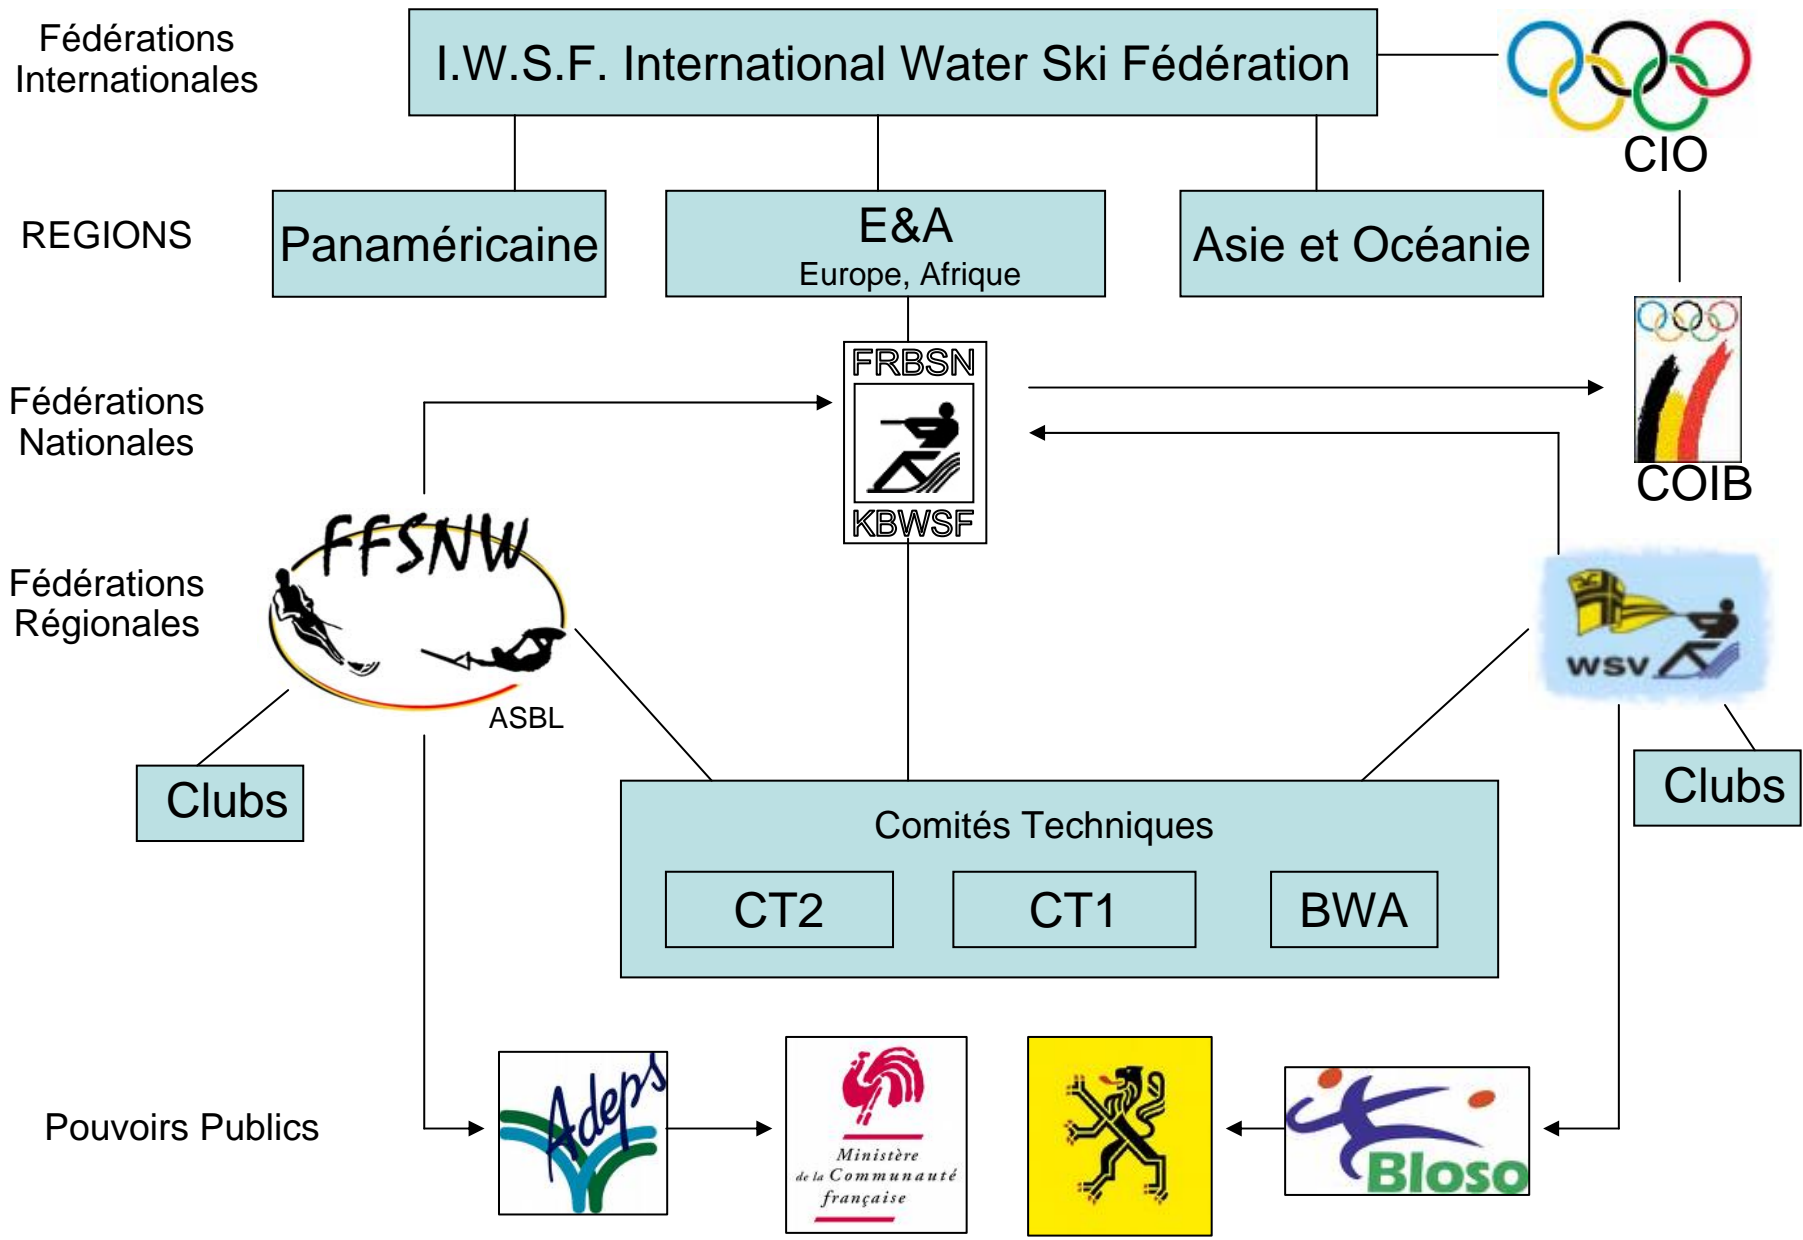 Fédérations
Internationales
I.W.S.F. International Water Ski Fédération
CIO
REGIONS
Panaméricaine
E&A
Europe, Afrique
Asie et Océanie
Fédérations
Nationales
FRBSN
KBWSF
COIB
Fédérations
Régionales
FFSNW
ASBL
WSV
Clubs
Clubs
Comités Techniques
CT2
CT1
BWA
Pouvoirs Publics
Adeps
Ministère
de la Communauté
française
Bloso